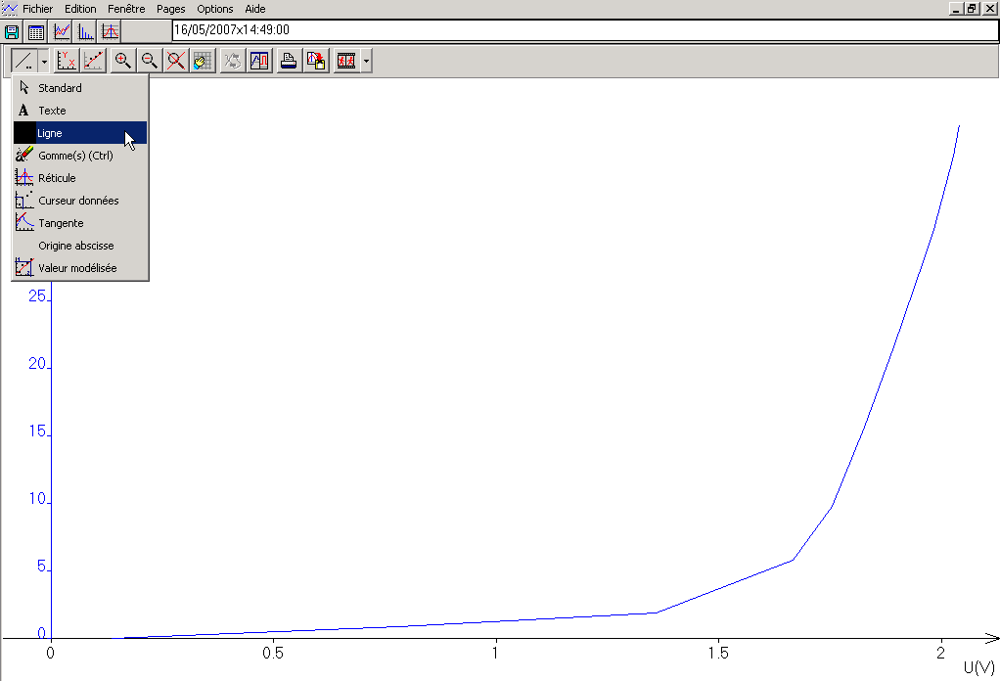 Fichier Edition Fenêtre Pages Options Aide
16/05/2007x14:49:00
Standard
A Texte
Ligne
Gomme(s) (Ctrl)
Réticule
Curseur données
Tangente
Origine abscisse
Valeur modélisée
25
20
15
10
5
0
0 0.5 1 1.5 2
U(V)